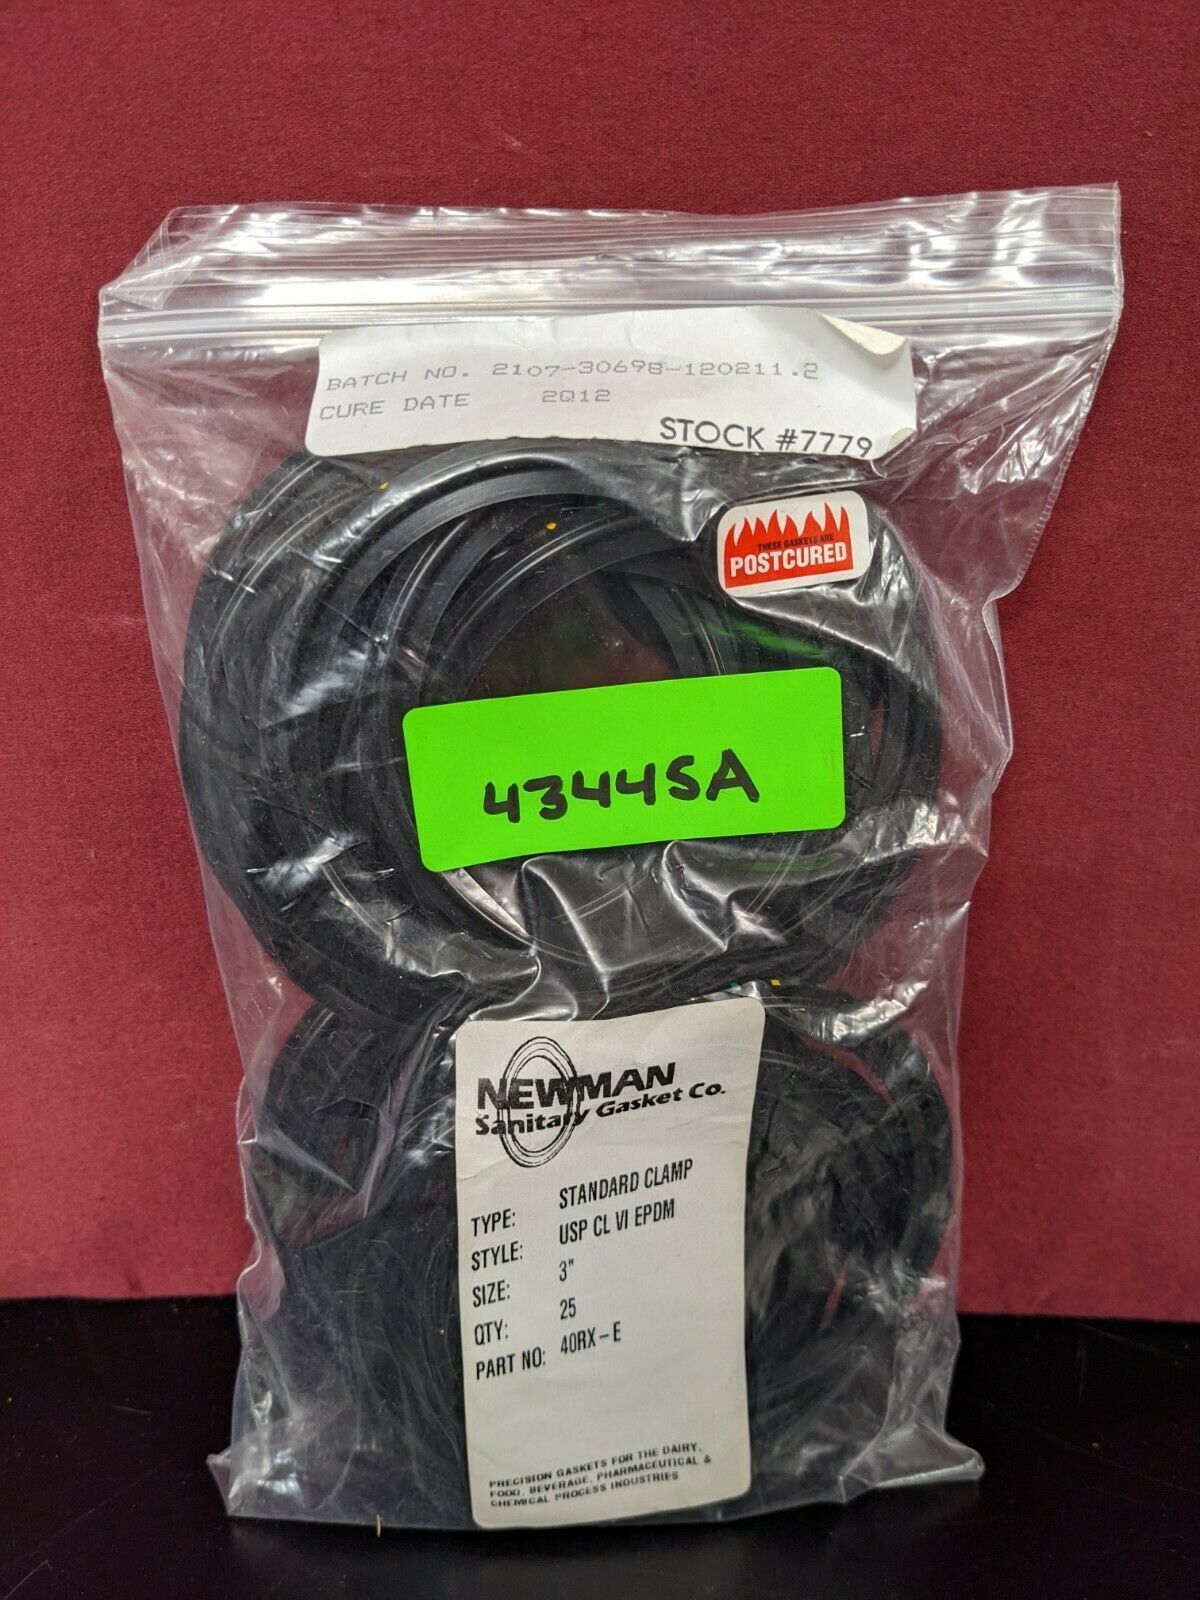 BATCH NO. 2107-30698-120211.2
CURE DATE 2Q12
STOCK #7779
THESE GASKETS ARE
POSTCURED
43445A
NEWMAN
Sanitary Gasket Co.
TYPE: STANDARD CLAMP
STYLE: USP CL VI EPDM
SIZE: 3"
QTY: 25
PART NO: 40RX-E
PRECISION GASKETS FOR THE DAIRY,
FOOD, BEVERAGE, PHARMACEUTICAL &
CHEMICAL PROCESS INDUSTRIES